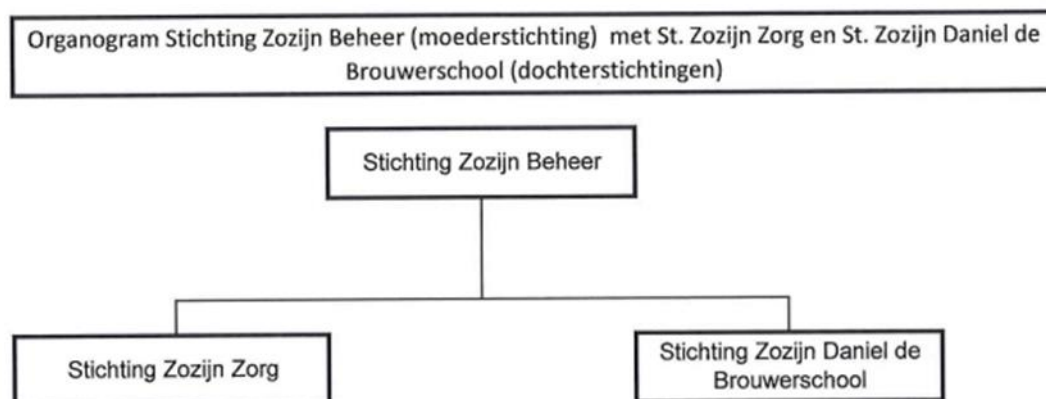 Organogram Stichting Zozijn Beheer (moederstichting) met St. Zozijn Zorg en St. Zozijn Daniel de
Brouwerschool (dochterstichtingen)
Stichting Zozijn Beheer
Stichting Zozijn Zorg
Stichting Zozijn Daniel de
Brouwerschool